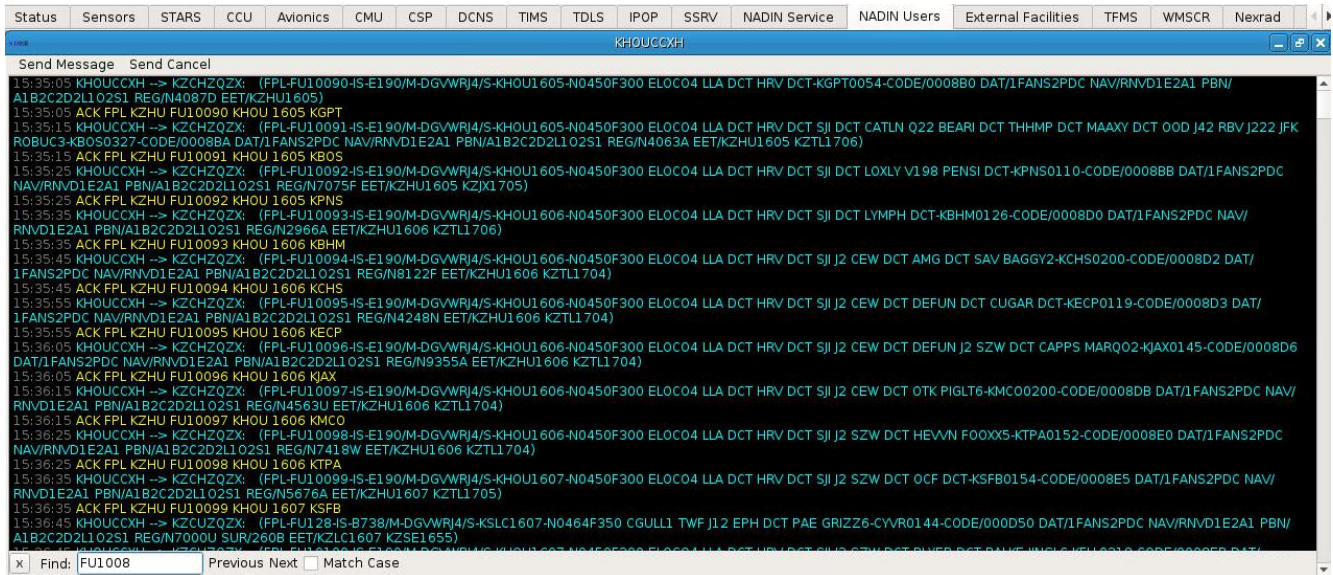 Status Sensors STARS CCU Avionics CMU CSP DCNS TIMS TDLS IPOP SSRV NADIN Service NADIN Users External Facilities TFMS WMSCR Nexrad
KHOUCCXH
Send Message Send Cancel
15:35:05 KHOUCCXH --> KZCHZQZX: (FPL-FU10090-IS-E190/M-DGVWRJ4/S-KHOU1605-N0450F300 ELOCO4 LLA DCT HRV DCT-KGPT0054-CODE/0008B0 DAT/1FANS2PDC NAV/RNVD1E2A1 PBN/
A1B2C2D2L1O2S1 REG/N4087D EET/KZHU1605)
15:35:05 ACK FPL KZHU FU10090 KHOU 1605 KGPT
15:35:15 KHOUCCXH --> KZCHZQZX: (FPL-FU10091-IS-E190/M-DGVWRJ4/S-KHOU1605-N0450F300 ELOCO4 LLA DCT HRV DCT SJI DCT CATLN Q22 BEARI DCT THHMP DCT MAAXY DCT OOD J42 RBV J222 JFK
ROBUC3-KBOS0327-CODE/0008BA DAT/1FANS2PDC NAV/RNVD1E2A1 PBN/A1B2C2D2L1O2S1 REG/N4063A EET/KZHU1605 KZTL1706)
15:35:15 ACK FPL KZHU FU10091 KHOU 1605 KBOS
15:35:25 KHOUCCXH --> KZCHZQZX: (FPL-FU10092-IS-E190/M-DGVWRJ4/S-KHOU1605-N0450F300 ELOCO4 LLA DCT HRV DCT SJI DCT LOXLY V198 PENSI DCT-KPNS0110-CODE/0008BB DAT/1FANS2PDC
NAV/RNVD1E2A1 PBN/A1B2C2D2L1O2S1 REG/N7075F EET/KZHU1605 KZJX1705)
15:35:25 ACK FPL KZHU FU10092 KHOU 1605 KPNS
15:35:35 KHOUCCXH --> KZCHZQZX: (FPL-FU10093-IS-E190/M-DGVWRJ4/S-KHOU1606-N0450F300 ELOCO4 LLA DCT HRV DCT SJI DCT LYMPH DCT-KBHM0126-CODE/0008D0 DAT/1FANS2PDC NAV/
RNVD1E2A1 PBN/A1B2C2D2L1O2S1 REG/N2966A EET/KZHU1606 KZTL1706)
15:35:35 ACK FPL KZHU FU10093 KHOU 1606 KBHM
15:35:45 KHOUCCXH --> KZCHZQZX: (FPL-FU10094-IS-E190/M-DGVWRJ4/S-KHOU1606-N0450F300 ELOCO4 LLA DCT HRV DCT SJI J2 CEW DCT AMG DCT SAV BAGGY2-KCHS0200-CODE/0008D2 DAT/
1FANS2PDC NAV/RNVD1E2A1 PBN/A1B2C2D2L1O2S1 REG/N8122F EET/KZHU1606 KZTL1704)
15:35:45 ACK FPL KZHU FU10094 KHOU 1606 KCHS
15:35:55 KHOUCCXH --> KZCHZQZX: (FPL-FU10095-IS-E190/M-DGVWRJ4/S-KHOU1606-N0450F300 ELOCO4 LLA DCT HRV DCT SJI J2 CEW DCT DEFUN DCT CUGAR DCT-KECP0119-CODE/0008D3 DAT/
1FANS2PDC NAV/RNVD1E2A1 PBN/A1B2C2D2L1O2S1 REG/N4248N EET/KZHU1606 KZTL1704)
15:35:55 ACK FPL KZHU FU10095 KHOU 1606 KECP
15:36:05 KHOUCCXH --> KZCHZQZX: (FPL-FU10096-IS-E190/M-DGVWRJ4/S-KHOU1606-N0450F300 ELOCO4 LLA DCT HRV DCT SJI J2 CEW DCT DEFUN J2 SZW DCT CAPPS MARQO2-KJAX0145-CODE/0008D6
DAT/1FANS2PDC NAV/RNVD1E2A1 PBN/A1B2C2D2L1O2S1 REG/N9355A EET/KZHU1606 KZTL1704)
15:36:05 ACK FPL KZHU FU10096 KHOU 1606 KJAX
15:36:15 KHOUCCXH --> KZCHZQZX: (FPL-FU10097-IS-E190/M-DGVWRJ4/S-KHOU1606-N0450F300 ELOCO4 LLA DCT HRV DCT SJI J2 CEW DCT OTK PIGLT6-KMCO0200-CODE/0008DB DAT/1FANS2PDC NAV/
RNVD1E2A1 PBN/A1B2C2D2L1O2S1 REG/N4563U EET/KZHU1606 KZTL1704)
15:36:15 ACK FPL KZHU FU10097 KHOU 1606 KMCO
15:36:25 KHOUCCXH --> KZCHZQZX: (FPL-FU10098-IS-E190/M-DGVWRJ4/S-KHOU1606-N0450F300 ELOCO4 LLA DCT HRV DCT SJI J2 SZW DCT HEVVN FOOXX5-KTPA0152-CODE/0008E0 DAT/1FANS2PDC
NAV/RNVD1E2A1 PBN/A1B2C2D2L1O2S1 REG/N7418W EET/KZHU1606 KZTL1704)
15:36:25 ACK FPL KZHU FU10098 KHOU 1606 KTPA
15:36:35 KHOUCCXH --> KZCHZQZX: (FPL-FU10099-IS-E190/M-DGVWRJ4/S-KHOU1607-N0450F300 ELOCO4 LLA DCT HRV DCT SJI J2 SZW DCT OCF DCT-KSFB0154-CODE/0008E5 DAT/1FANS2PDC NAV/
RNVD1E2A1 PBN/A1B2C2D2L1O2S1 REG/N5676A EET/KZHU1607 KZTL1705)
15:36:35 ACK FPL KZHU FU10099 KHOU 1607 KSFB
15:36:45 KHOUCCXH --> KZCUZQZX: (FPL-FU128-IS-B738/M-DGVWRJ4/S-KSLC1607-N0464F350 CGULL1 TWF J12 EPH DCT PAE GRIZZ6-CYVR0144-CODE/000D50 DAT/1FANS2PDC NAV/RNVD1E2A1 PBN/
A1B2C2D2L1O2S1 REG/N7000U SUR/260B EET/KZLC1607 KZSE1655)
x Find: FU1008 Previous Next Match Case